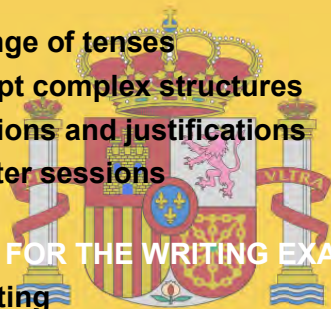 nge of tenses
pt complex structures
ions and justifications
ter sessions
VLTRA
FOR THE WRITING EXA
ting